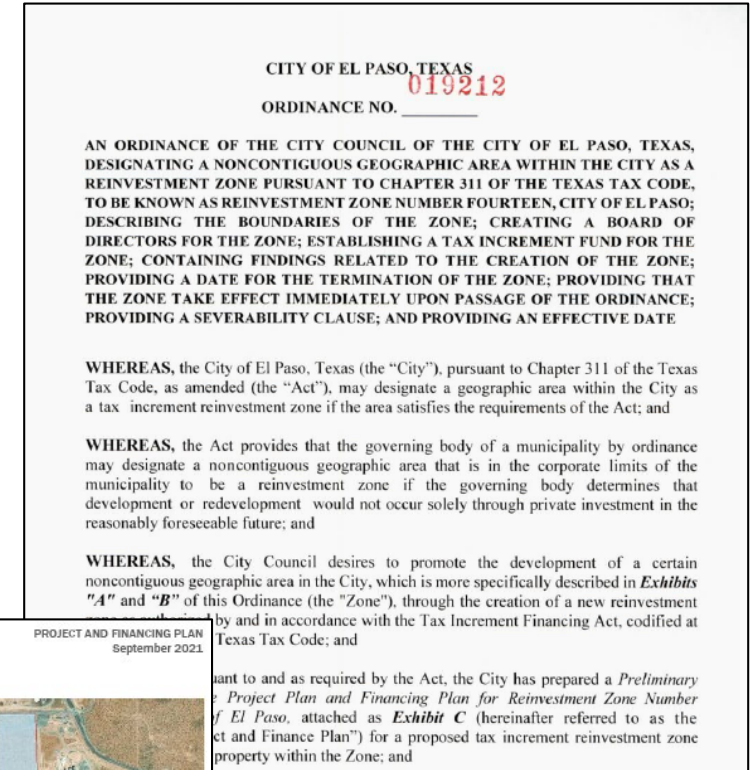 CITY OF EL PASO, TEXAS
019212
ORDINANCE NO. ________
AN ORDINANCE OF THE CITY COUNCIL OF THE CITY OF EL PASO, TEXAS,
DESIGNATING A NONCONTIGUOUS GEOGRAPHIC AREA WITHIN THE CITY AS A
REINVESTMENT ZONE PURSUANT TO CHAPTER 311 OF THE TEXAS TAX CODE,
TO BE KNOWN AS REINVESTMENT ZONE NUMBER FOURTEEN, CITY OF EL PASO;
DESCRIBING THE BOUNDARIES OF THE ZONE; CREATING A BOARD OF
DIRECTORS FOR THE ZONE; ESTABLISHING A TAX INCREMENT FUND FOR THE
ZONE; CONTAINING FINDINGS RELATED TO THE CREATION OF THE ZONE;
PROVIDING A DATE FOR THE TERMINATION OF THE ZONE; PROVIDING THAT
THE ZONE TAKE EFFECT IMMEDIATELY UPON PASSAGE OF THE ORDINANCE;
PROVIDING A SEVERABILITY CLAUSE; AND PROVIDING AN EFFECTIVE DATE
WHEREAS, the City of El Paso, Texas (the “City”), pursuant to Chapter 311 of the Texas
Tax Code, as amended (the “Act”), may designate a geographic area within the City as
a tax increment reinvestment zone if the area satisfies the requirements of the Act; and
WHEREAS, the Act provides that the governing body of a municipality by ordinance
may designate a noncontiguous geographic area that is in the corporate limits of the
municipality to be a reinvestment zone if the governing body determines that
development or redevelopment would not occur solely through private investment in the
reasonably foreseeable future; and
WHEREAS, the City Council desires to promote the development of a certain
noncontiguous geographic area in the City, which is more specifically described in Exhibits
"A" and “B” of this Ordinance (the "Zone"), through the creation of a new reinvestment
by and in accordance with the Tax Increment Financing Act, codified at
Texas Tax Code; and
uant to and as required by the Act, the City has prepared a Preliminary
Project Plan and Financing Plan for Reinvestment Zone Number
of El Paso, attached as Exhibit C (hereinafter referred to as the
ct and Finance Plan”) for a proposed tax increment reinvestment zone
property within the Zone; and
PROJECT AND FINANCING PLAN
September 2021